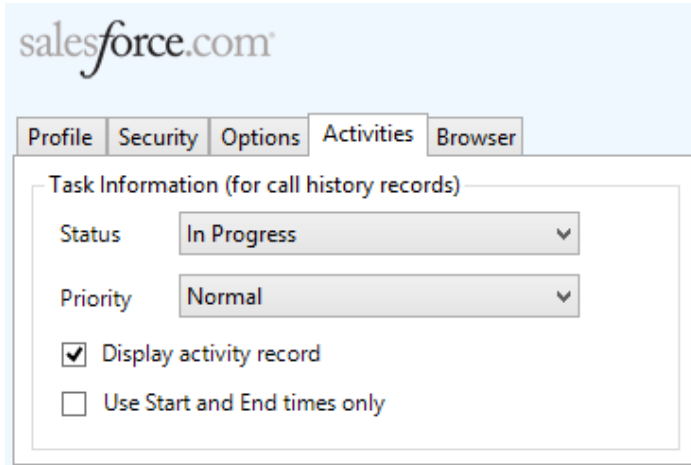 salesforce.com
Profile Security Options Activities Browser
Task Information (for call history records)
Status In Progress
Priority Normal
Display activity record
Use Start and End times only